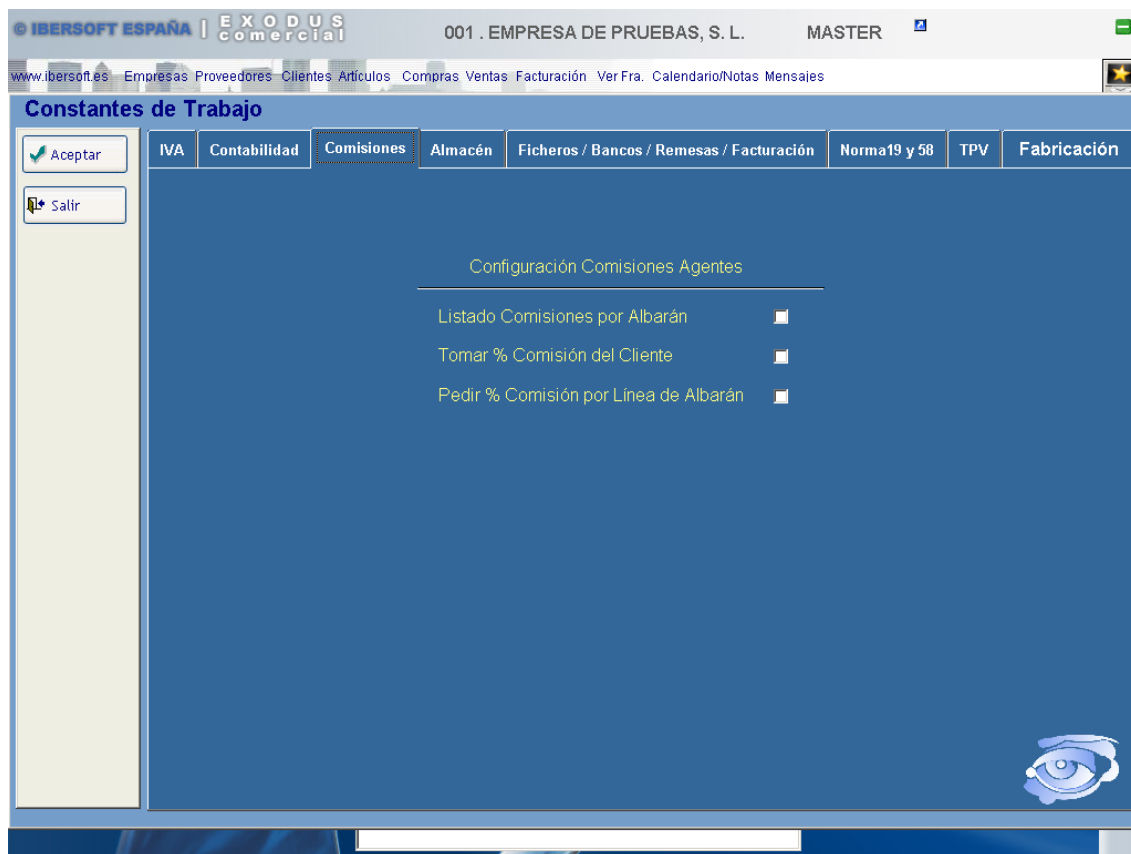 © IBERSOFT ESPAÑA | EXODUS comercial 001 . EMPRESA DE PRUEBAS, S. L. MASTER
www.ibersoft.es Empresas Proveedores Clientes Artículos Compras Ventas Facturación Ver Fra. Calendario/Notas Mensajes
Constantes de Trabajo
Aceptar
Salir
IVA Contabilidad Comisiones Almacén Ficheros / Bancos / Remesas / Facturación Norma19 y 58 TPV Fabricación
Configuración Comisiones Agentes
Listado Comisiones por Albarán
Tomar % Comisión del Cliente
Pedir % Comisión por Línea de Albarán